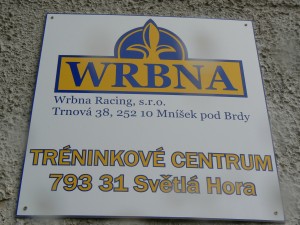 WRBNA
Wrbna Racing, s.r.o.
Trnová 38, 252 10 Mníšek pod Brdy
TRÉNINKOVÉ CENTRUM
793 31 Světlá Hora